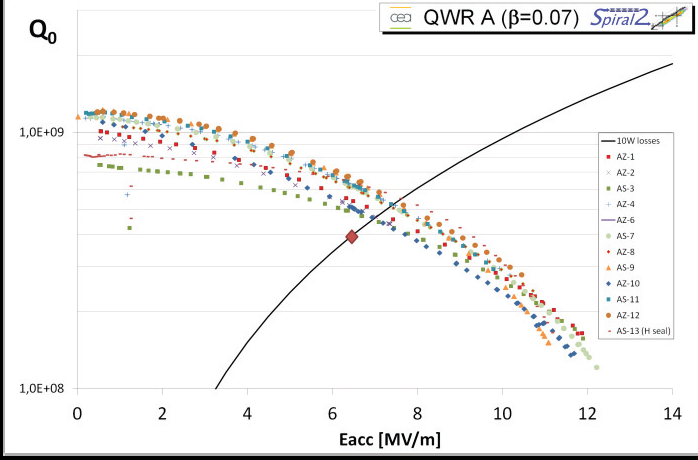 cea QWR A (β=0.07) Spiral2
Q0
1,0E+09
1,0E+08
0 2 4 6 8 10 12 14
Eacc [MV/m]
10W losses
AZ-1
AZ-2
AS-3
AZ-4
AZ-6
AS-7
AZ-8
AS-9
AZ-10
AS-11
AZ-12
AS-13 (H seal)